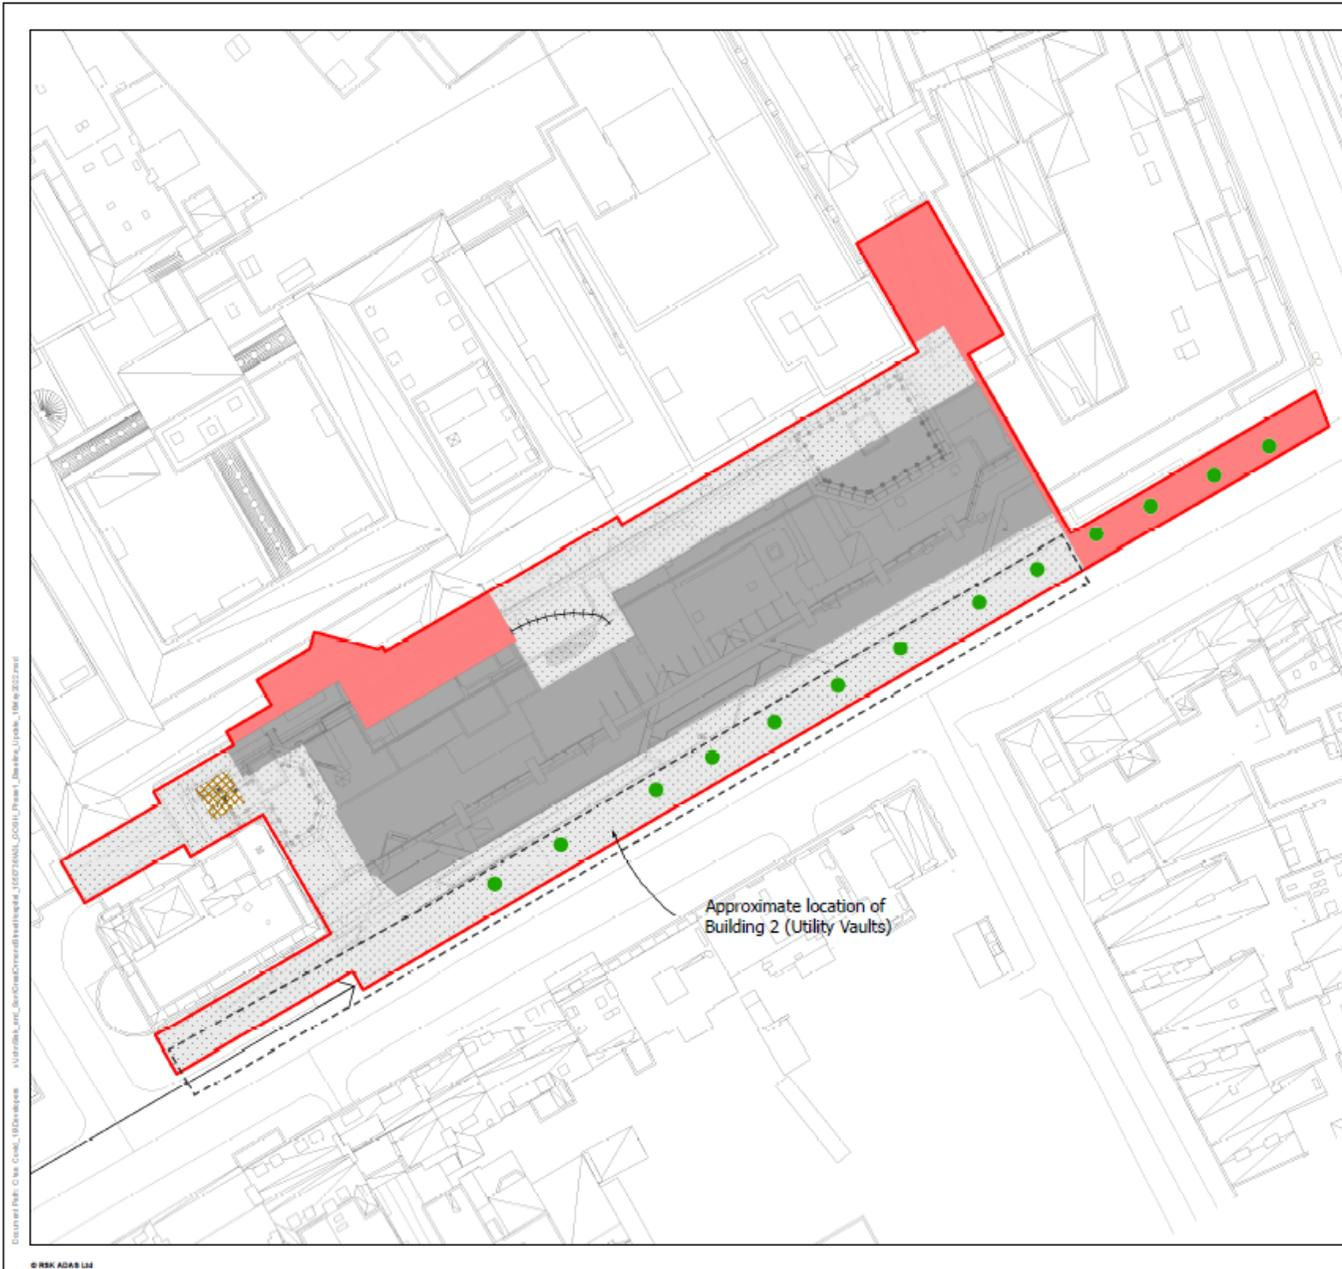 Approximate location of
Building 2 (Utility Vaults)
© RSK ADAS Ltd